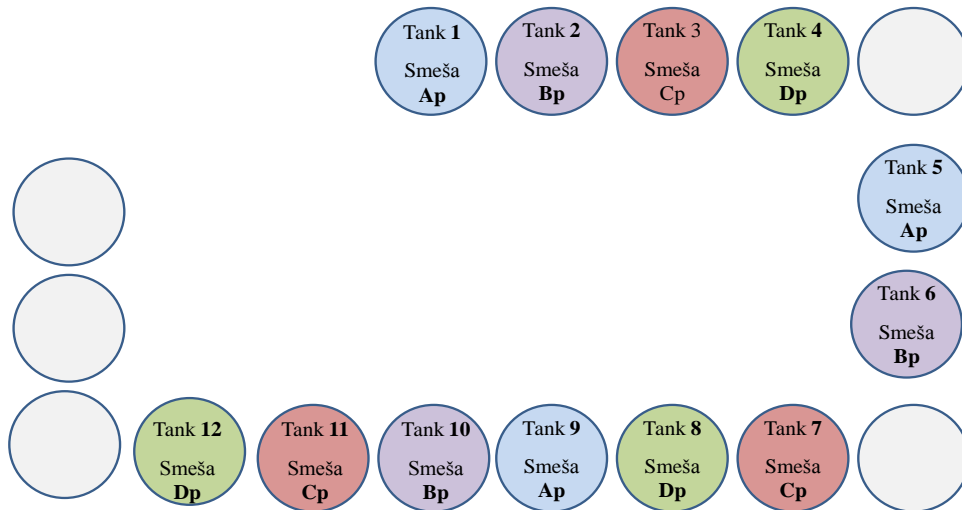 Tank 1
Smeša
Ap
Tank 2
Smeša
Bp
Tank 3
Smeša
Cp
Tank 4
Smeša
Dp
Tank 5
Smeša
Ap
Tank 6
Smeša
Bp
Tank 12
Smeša
Dp
Tank 11
Smeša
Cp
Tank 10
Smeša
Bp
Tank 9
Smeša
Ap
Tank 8
Smeša
Dp
Tank 7
Smeša
Cp